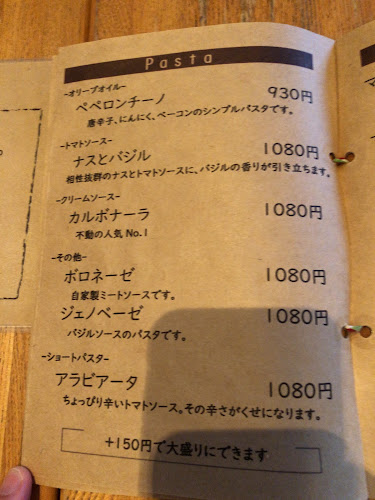 Pasta
-オリーブオイル-
ペペロンチーノ 930円
唐辛子、にんにく、ベーコンのシンプルパスタです。
-トマトソース-
ナスとバジル 1080円
相性抜群のナスとトマトソースに、バジルの香りが引き立ちます。
-クリームソース-
カルボナーラ 1080円
不動の人気 No.1
-その他-
ボロネーゼ 1080円
自家製ミートソースです。
ジェノベーゼ 1080円
バジルソースのパスタです。
-ショートパスター
アラビアータ 1080円
ちょっぴり辛いトマトソース。その辛さがくせになります。
+150円で大盛りにできます